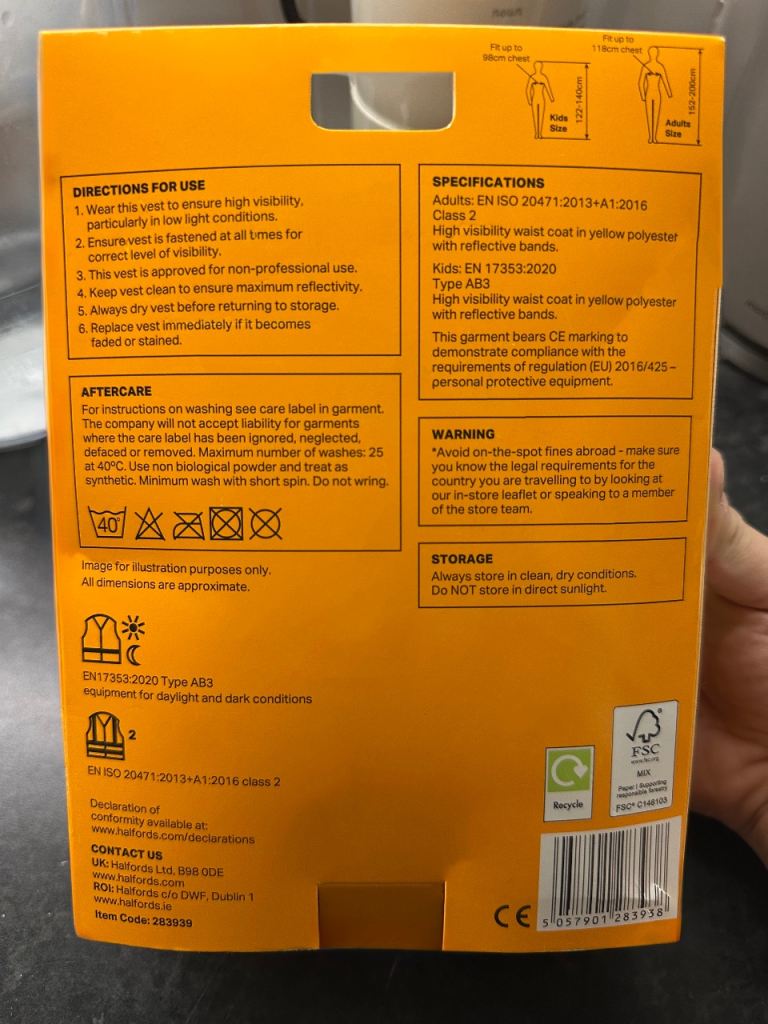 Fit up to
98cm chest
122-140cm
Kids
Size
Fit up to
118cm chest
152-200cm
Adults
Size
DIRECTIONS FOR USE
1. Wear this vest to ensure high visibility,
particularly in low light conditions.
2. Ensure vest is fastened at all times for
correct level of visibility.
3. This vest is approved for non-professional use.
4. Keep vest clean to ensure maximum reflectivity.
5. Always dry vest before returning to storage.
6. Replace vest immediately if it becomes
faded or stained.
AFTERCARE
For instructions on washing see care label in garment.
The company will not accept liability for garments
where the care label has been ignored, neglected,
defaced or removed. Maximum number of washes: 25
at 40ºC. Use non biological powder and treat as
synthetic. Minimum wash with short spin. Do not wring.
40°
Image for illustration purposes only.
All dimensions are approximate.
EN17353:2020 Type AB3
equipment for daylight and dark conditions
2
EN ISO 20471:2013+A1:2016 class 2
Declaration of
conformity available at:
www.halfords.com/declarations
CONTACT US
UK: Halfords Ltd, B98 0DE
www.halfords.com
ROI: Halfords c/o DWF, Dublin 1
www.halfords.ie
Item Code: 283939
SPECIFICATIONS
Adults: EN ISO 20471:2013+A1:2016
Class 2
High visibility waist coat in yellow polyester
with reflective bands.
Kids: EN 17353:2020
Type AB3
High visibility waist coat in yellow polyester
with reflective bands.
This garment bears CE marking to
demonstrate compliance with the
requirements of regulation (EU) 2016/425 –
personal protective equipment.
WARNING
*Avoid on-the-spot fines abroad - make sure
you know the legal requirements for the
country you are travelling to by looking at
our in-store leaflet or speaking to a member
of the store team.
STORAGE
Always store in clean, dry conditions.
Do NOT store in direct sunlight.
Recycle
FSC
www.fsc.org
MIX
Paper | Supporting
responsible forestry
FSC® C146103
CE
5 057901 283938